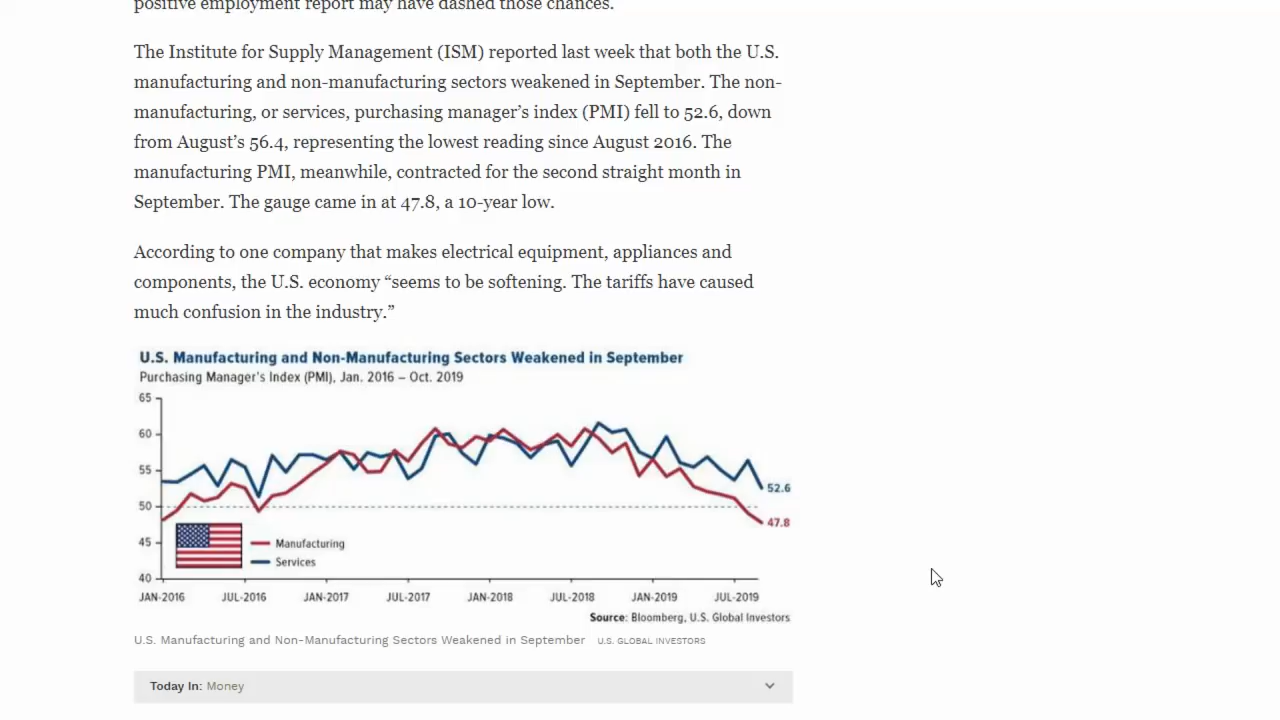 positive employment report may have dashed those chances.
The Institute for Supply Management (ISM) reported last week that both the U.S.
manufacturing and non-manufacturing sectors weakened in September. The non-
manufacturing, or services, purchasing manager’s index (PMI) fell to 52.6, down
from August’s 56.4, representing the lowest reading since August 2016. The
manufacturing PMI, meanwhile, contracted for the second straight month in
September. The gauge came in at 47.8, a 10-year low.
According to one company that makes electrical equipment, appliances and
components, the U.S. economy “seems to be softening. The tariffs have caused
much confusion in the industry.”
U.S. Manufacturing and Non-Manufacturing Sectors Weakened in September
Purchasing Manager's Index (PMI), Jan. 2016 – Oct. 2019
65
60
55
50
45
40
52.6
47.8
Manufacturing
Services
JAN-2016 JUL-2016 JAN-2017 JUL-2017 JAN-2018 JUL-2018 JAN-2019 JUL-2019
Source: Bloomberg, U.S. Global Investors
U.S. Manufacturing and Non-Manufacturing Sectors Weakened in September U.S. GLOBAL INVESTORS
Today In: Money